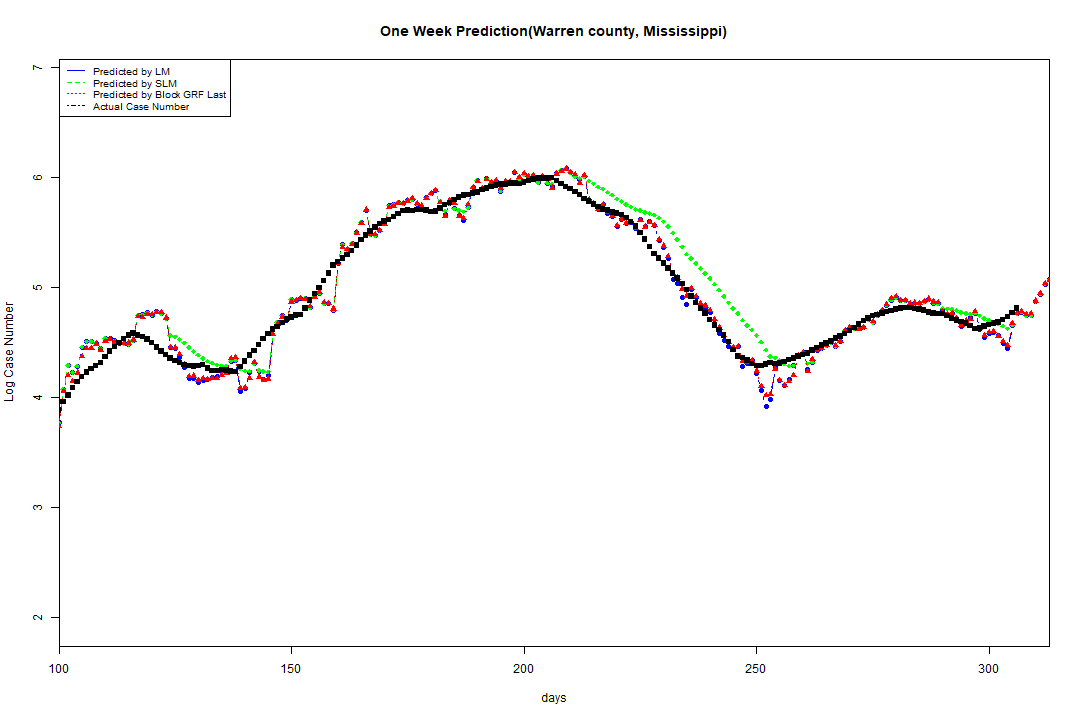 One Week Prediction(Warren county, Mississippi)
7
Predicted by LM
Predicted by SLM
Predicted by Block GRF Last
Actual Case Number
6
5
4
3
2
Log Case Number
100 150 200 250 300
days